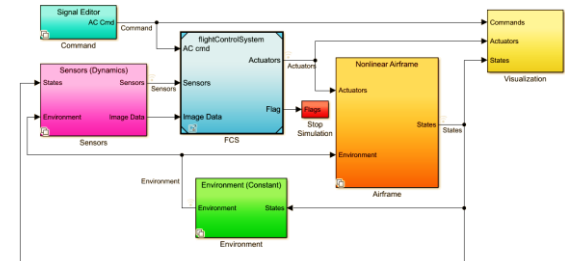 Signal Editor
AC Cmd
Command
Command
flightControlSystem
AC cmd
Actuators
Actuators
Sensors
Flag
Image Data
FCS
Sensors (Dynamics)
States
Sensors
Sensors
Environment
Image Data
Sensors
Flags
Stop
Simulation
Nonlinear Airframe
Actuators
States
States
Environment
Airframe
Commands
Actuators
States
Visualization
Environment
Environment (Constant)
Environment
States
Environment